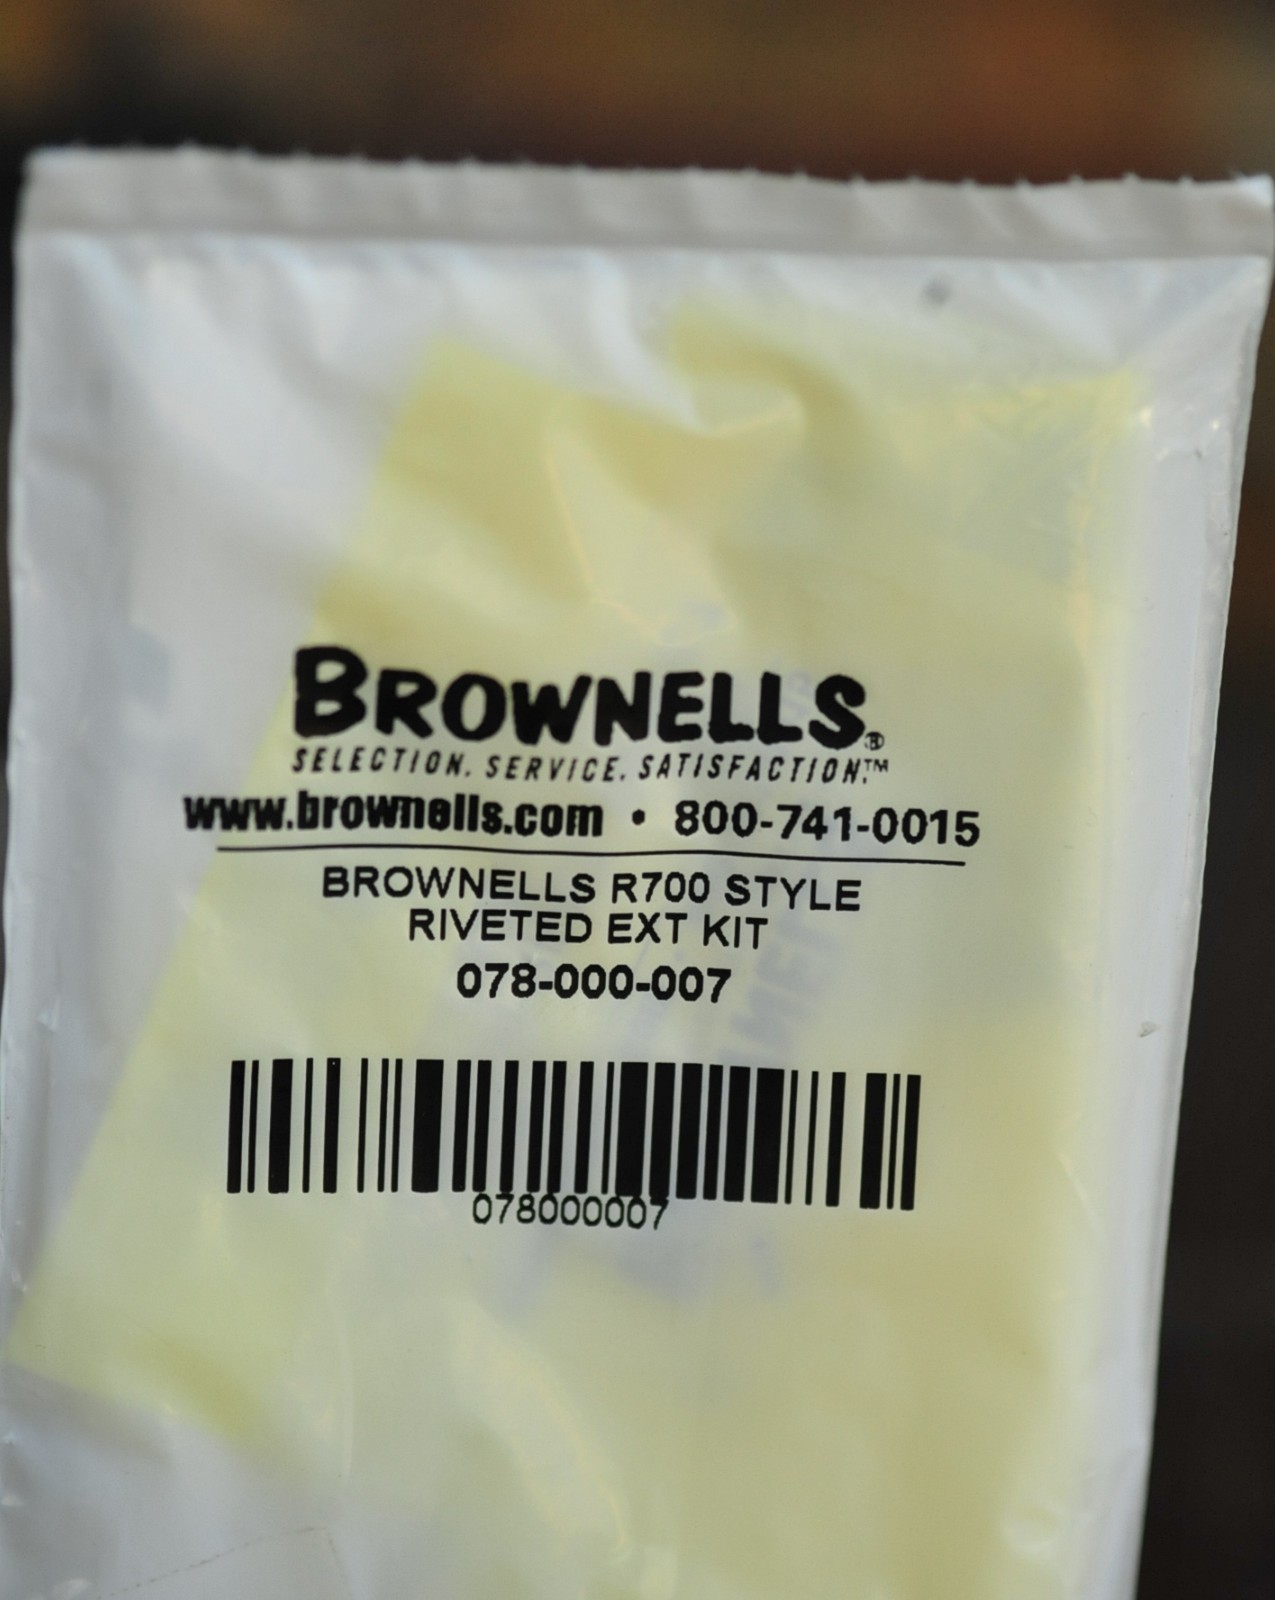 BROWNELLS®
SELECTION. SERVICE. SATISFACTION.™
www.brownells.com • 800-741-0015
BROWNELLS R700 STYLE
RIVETED EXT KIT
078-000-007
078000007